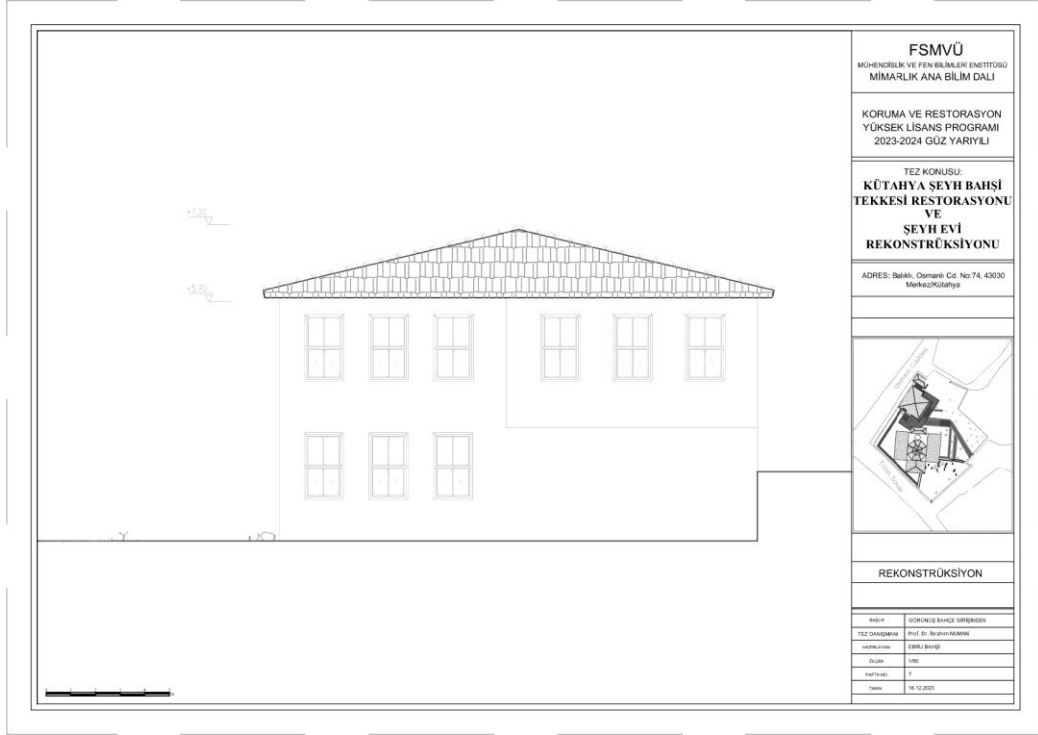 +7.20
+5.70
FSMVÜ
MÜHENDİSLİK VE FEN BİLİMLERİ ENSTİTÜSÜ
MİMARLIK ANA BİLİM DALI
KORUMA VE RESTORASYON
YÜKSEK LİSANS PROGRAMI
2023-2024 GÜZ YARIYILI
TEZ KONUSU:
KÜTAHYA ŞEYH BAHŞİ
TEKKESİ RESTORASYONU
VE
ŞEYH EVİ
REKONSTRÜKSİYONU
ADRES: Balıklı, Osmanlı Cd. No:74, 43030
Merkez/Kütahya
Osmanlı Caddesi
Sokak
REKONSTRÜKSİYON
BAŞLIK GÖRÜNÜŞ BAHÇE GİRİŞİNDEN
TEZ DANIŞMANI Prof. Dr. İbrahim NUMAN
HAZIRLAYAN EBRU BAHŞİ
ÖLÇEK 1/50
PAFTA NO: 7
TARİH 16.12.2023